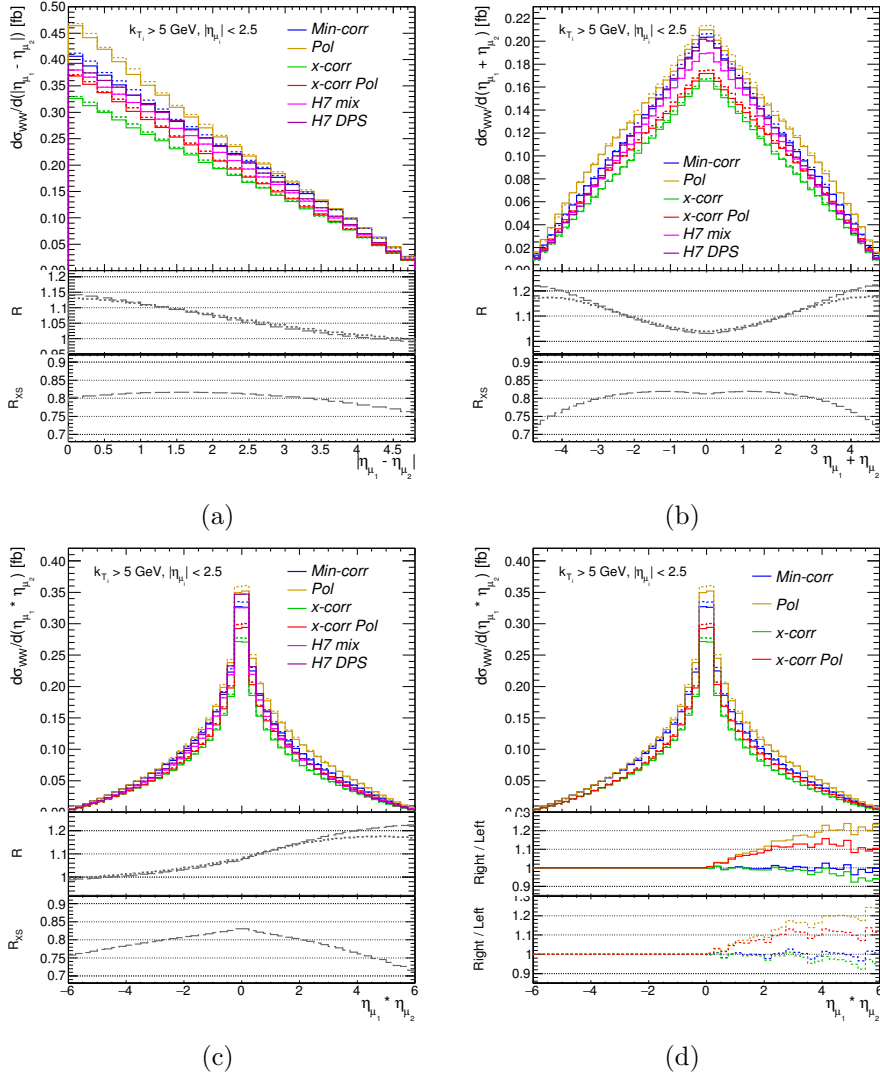 dσ_WW/d(|η_μ1 - η_μ2|) [fb]
k_Ti > 5 GeV, |η_μi| < 2.5
Min-corr
Pol
x-corr
x-corr Pol
H7 mix
H7 DPS
0.50
0.45
0.40
0.35
0.30
0.25
0.20
0.15
0.10
0.05
0.00
R
1.20
1.15
1.1
1.05
1
0.95
R_XS
0.9
0.85
0.8
0.75
0.7
0 0.5 1 1.5 2 2.5 3 3.5 4 4.5
|η_μ1 - η_μ2|
(a)
dσ_WW/d(η_μ1 + η_μ2) [fb]
k_Ti > 5 GeV, |η_μi| < 2.5
Min-corr
Pol
x-corr
x-corr Pol
H7 mix
H7 DPS
0.22
0.20
0.18
0.16
0.14
0.12
0.10
0.08
0.06
0.04
0.02
0.00
R
1.2
1.1
1
R_XS
0.9
0.85
0.8
0.75
0.7
−4 −3 −2 −1 0 1 2 3 4
η_μ1 + η_μ2
(b)
dσ_WW/d(η_μ1 * η_μ2) [fb]
k_Ti > 5 GeV, |η_μi| < 2.5
Min-corr
Pol
x-corr
x-corr Pol
H7 mix
H7 DPS
0.40
0.35
0.30
0.25
0.20
0.15
0.10
0.05
0.00
R
1.2
1.1
1
R_XS
0.9
0.85
0.8
0.75
0.7
−6 −4 −2 0 2 4 6
η_μ1 * η_μ2
(c)
dσ_WW/d(η_μ1 * η_μ2) [fb]
k_Ti > 5 GeV, |η_μi| < 2.5
Min-corr
Pol
x-corr
x-corr Pol
0.40
0.35
0.30
0.25
0.20
0.15
0.10
0.05
0.00
Right / Left
1.3
1.2
1.1
1
0.9
Right / Left
1.3
1.2
1.1
1
0.9
−6 −4 −2 0 2 4 6
η_μ1 * η_μ2
(d)